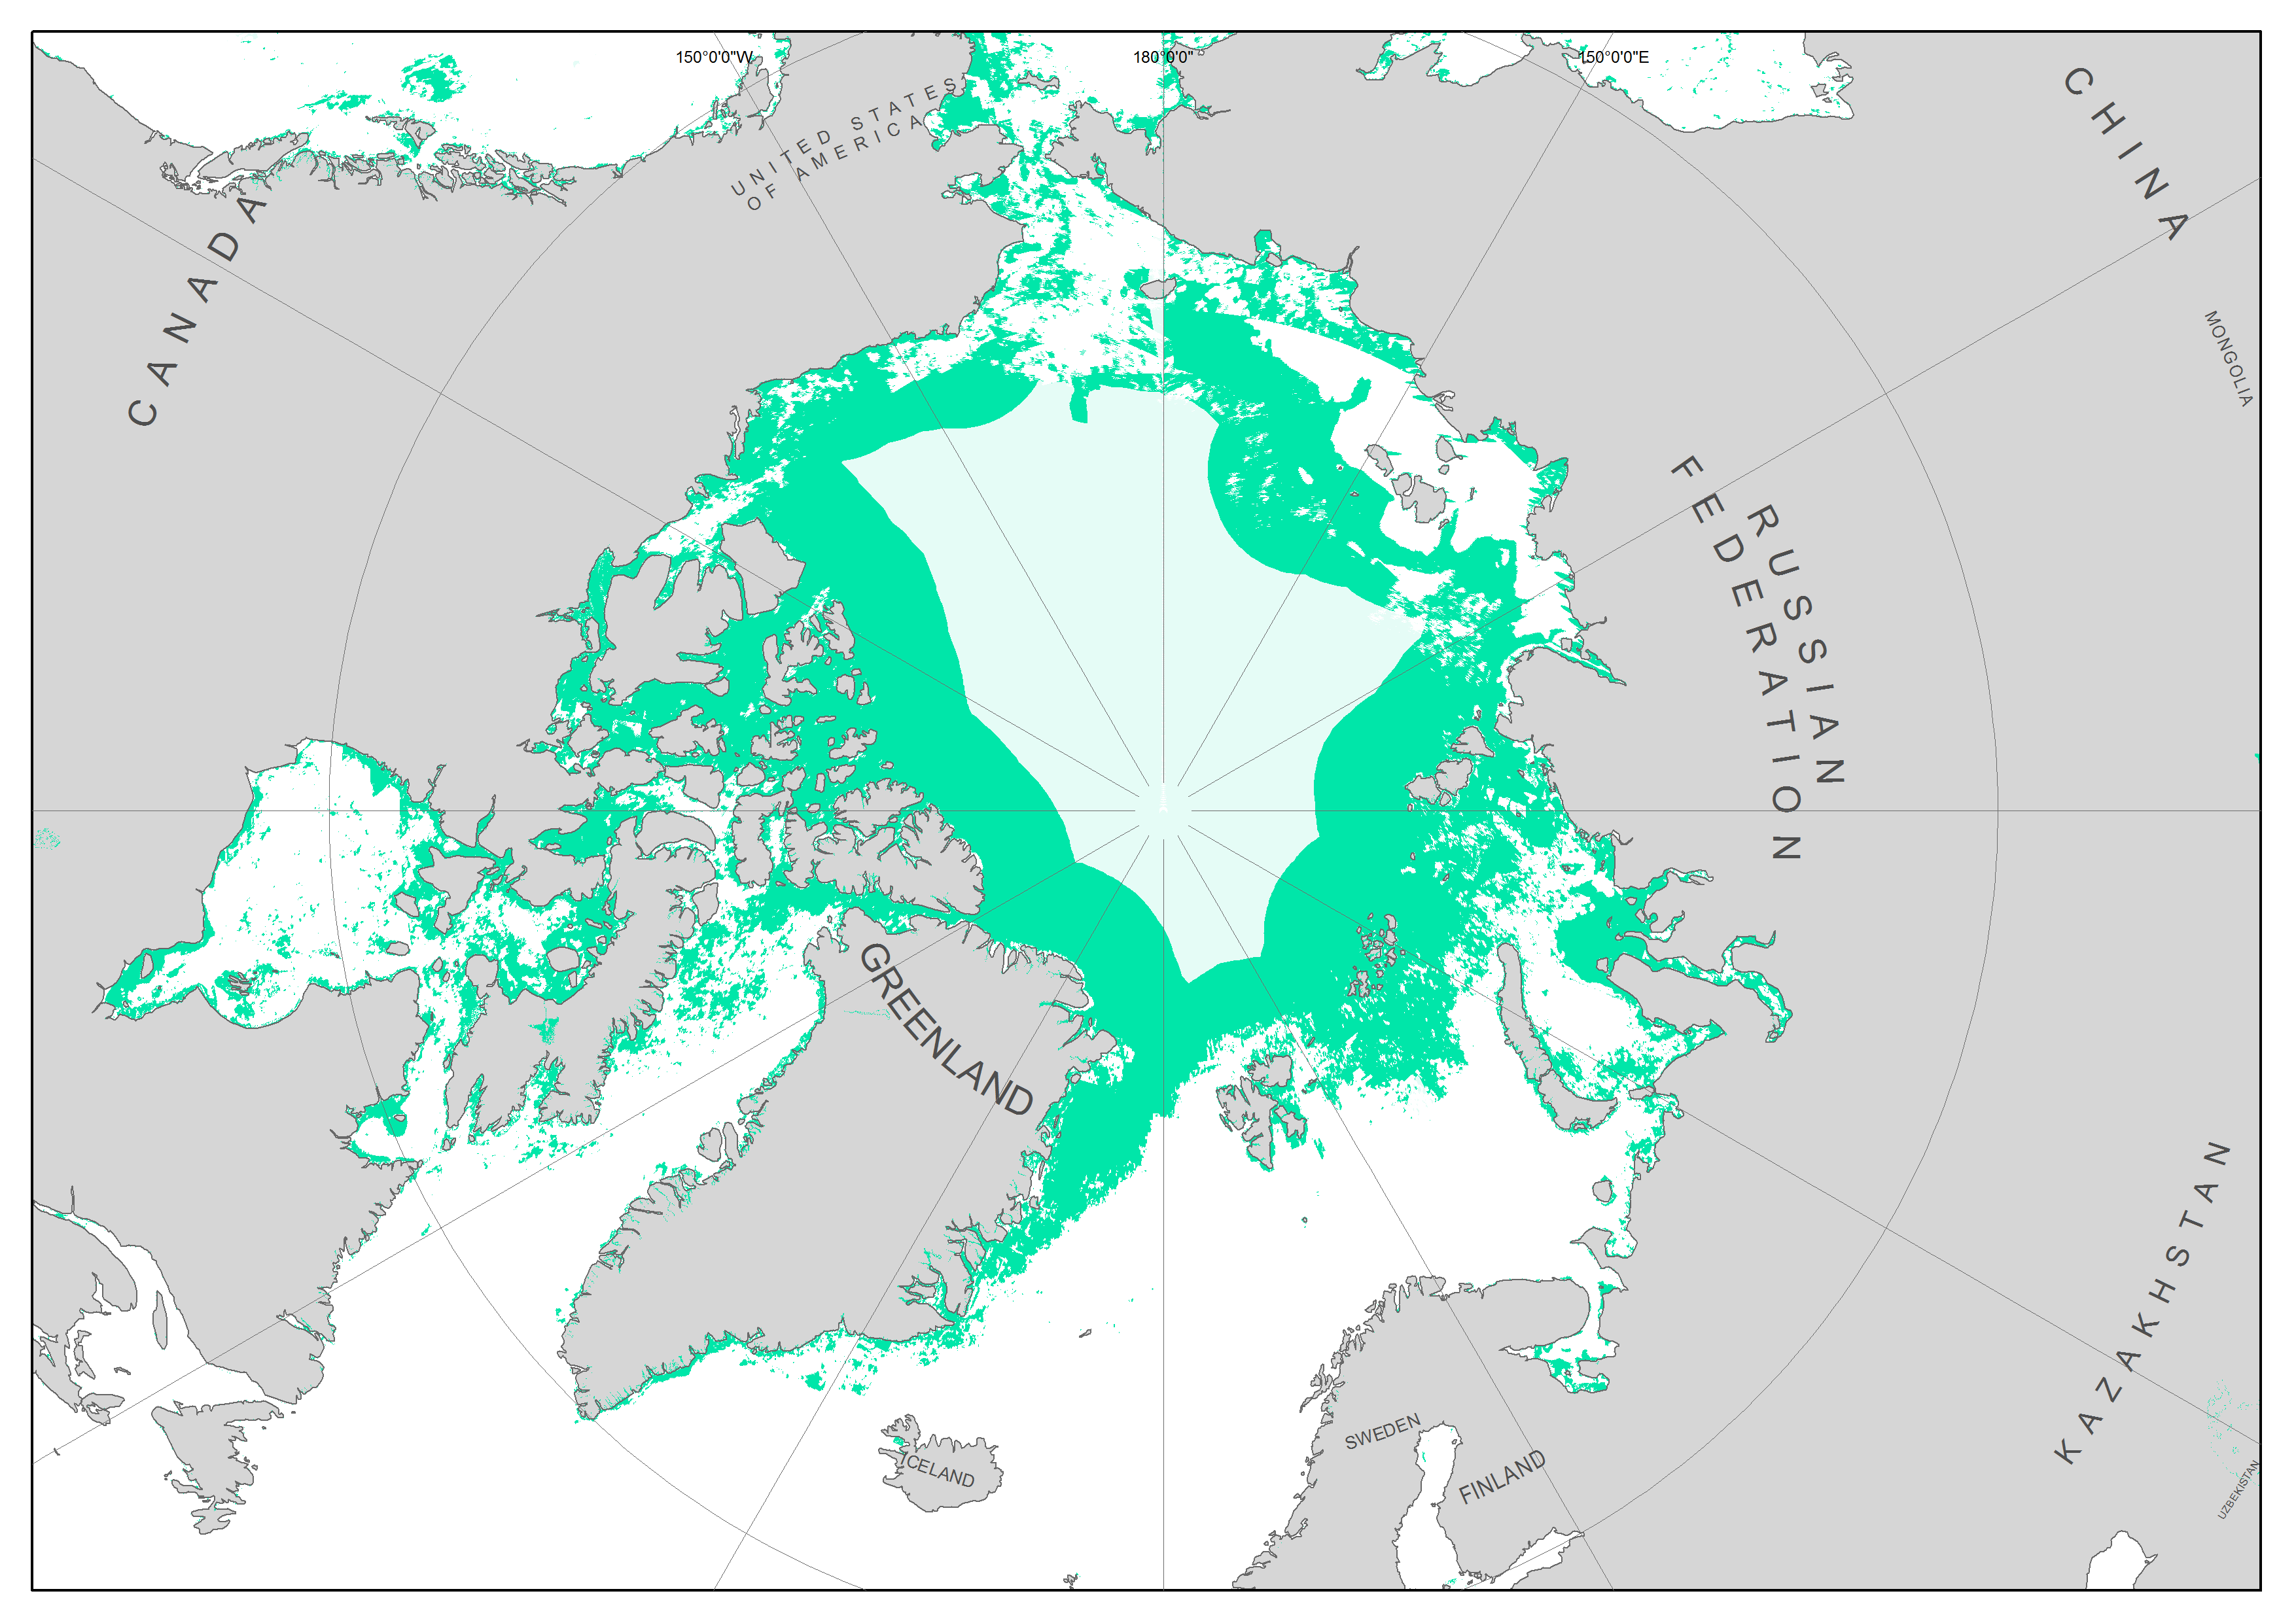 150°0'0"W
180°0'0"
150°0'0"E
UNITED STATES
OF AMERICA
CANADA
CHINA
MONGOLIA
RUSSIAN
FEDERATION
GREENLAND
KAZAKHSTAN
UZBEKISTAN
ICELAND
SWEDEN
FINLAND